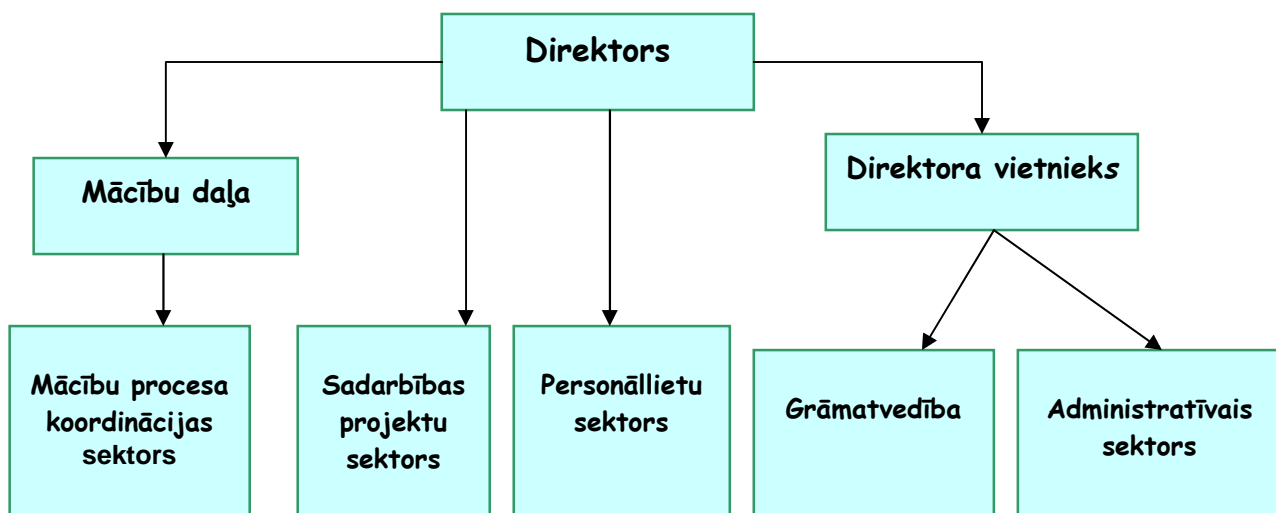 Direktors
Mācību daļa
Direktora vietnieks
Mācību procesa
koordinācijas
sektors
Sadarbības
projektu
sektors
Personāllietu
sektors
Grāmatvedība
Administratīvais
sektors